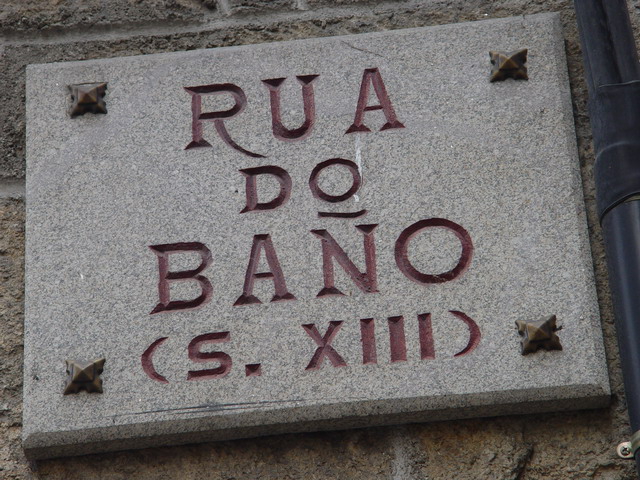 RUA
DO
BAÑO
(S. XIII)